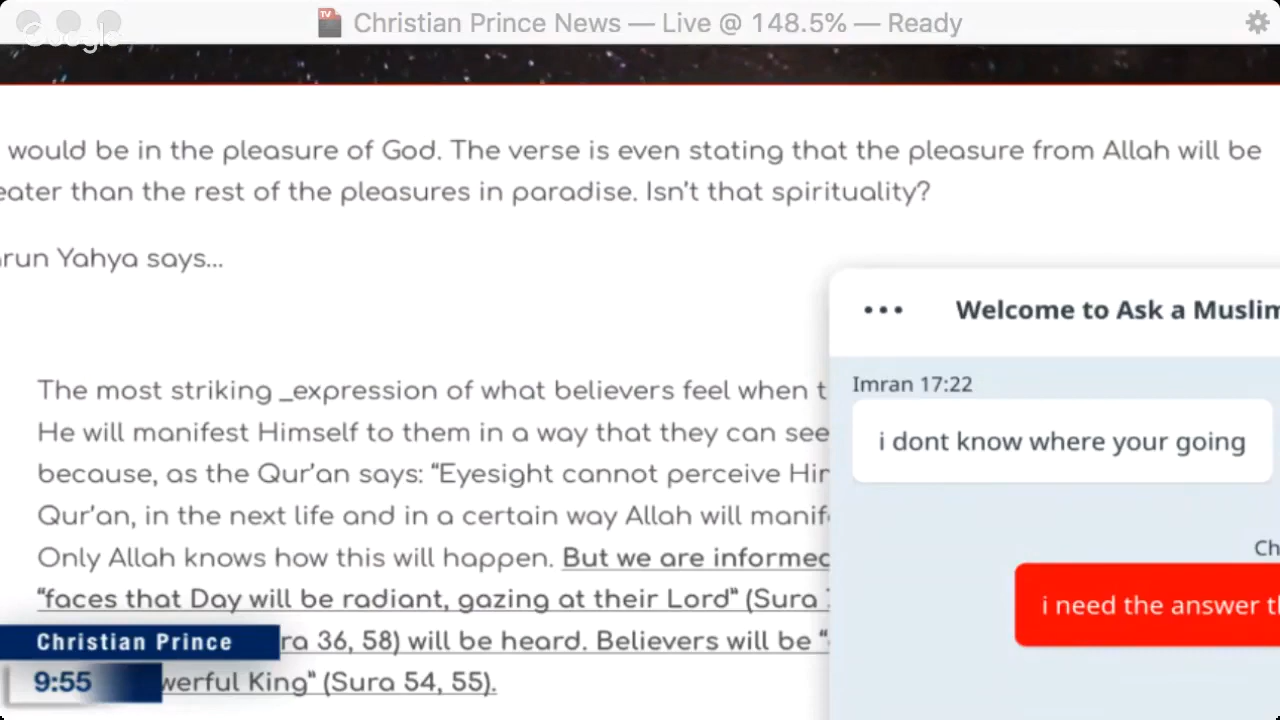 Christian Prince News — Live @ 148.5% — Ready
Google
would be in the pleasure of God. The verse is even stating that the pleasure from Allah will be
eater than the rest of the pleasures in paradise. Isn't that spirituality?
run Yahya says...
The most striking _expression of what believers feel when t
He will manifest Himself to them in a way that they can see
because, as the Qur'an says: “Eyesight cannot perceive Hi
Qur'an, in the next life and in a certain way Allah will manif
Only Allah knows how this will happen. But we are informed
“faces that Day will be radiant, gazing at their Lord” (Sura
ra 36, 58) will be heard. Believers will be “
werful King” (Sura 54, 55).
Welcome to Ask a Muslim
Imran 17:22
i dont know where your going
Ch
i need the answer th
Christian Prince
9:55